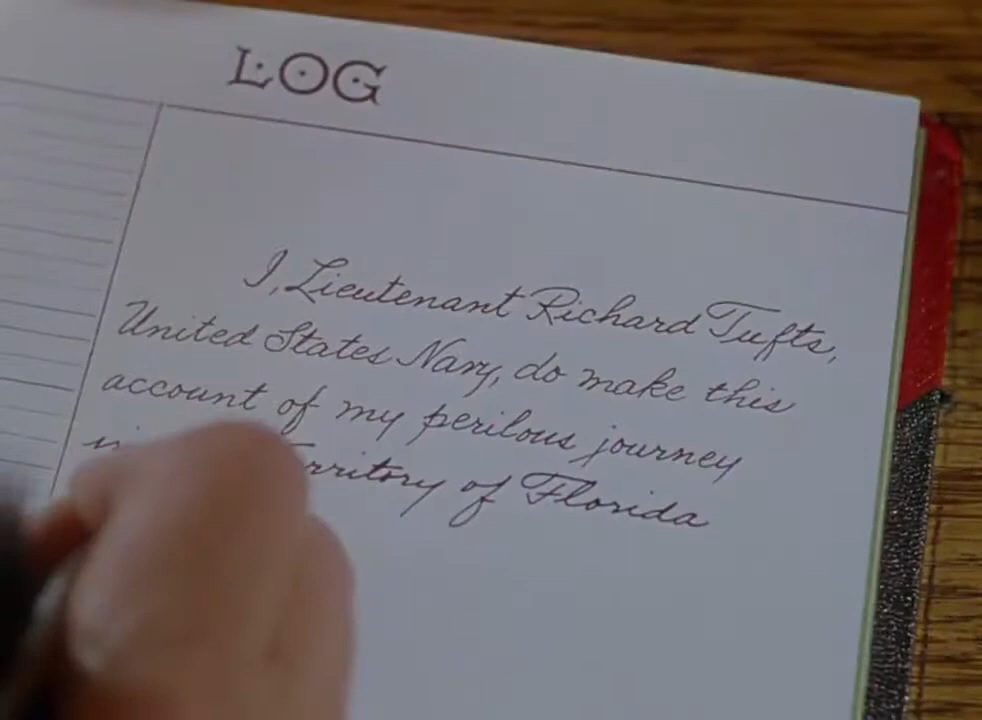 LOG
I, Lieutenant Richard Tufts,
United States Navy, do make this
account of my perilous journey
of Florida